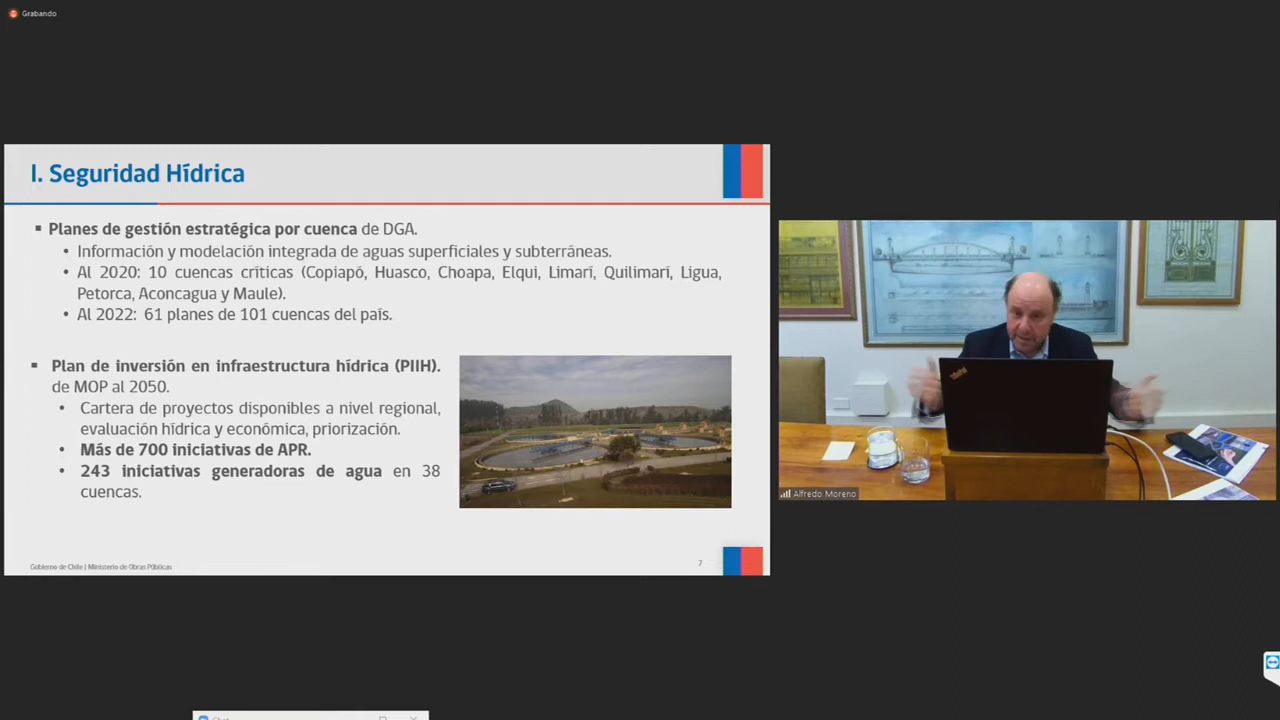 Grabando
I. Seguridad Hídrica
▪ Planes de gestión estratégica por cuenca de DGA.
• Información y modelación integrada de aguas superficiales y subterráneas.
• Al 2020: 10 cuencas críticas (Copiapó, Huasco, Choapa, Elqui, Limarí, Quilimarí, Ligua,
Petorca, Aconcagua y Maule).
• Al 2022: 61 planes de 101 cuencas del país.
▪ Plan de inversión en infraestructura hídrica (PIIH).
de MOP al 2050.
• Cartera de proyectos disponibles a nivel regional,
evaluación hídrica y económica, priorización.
• Más de 700 iniciativas de APR.
• 243 iniciativas generadoras de agua en 38
cuencas.
Gobierno de Chile | Ministerio de Obras Públicas
7
Alfredo Moreno